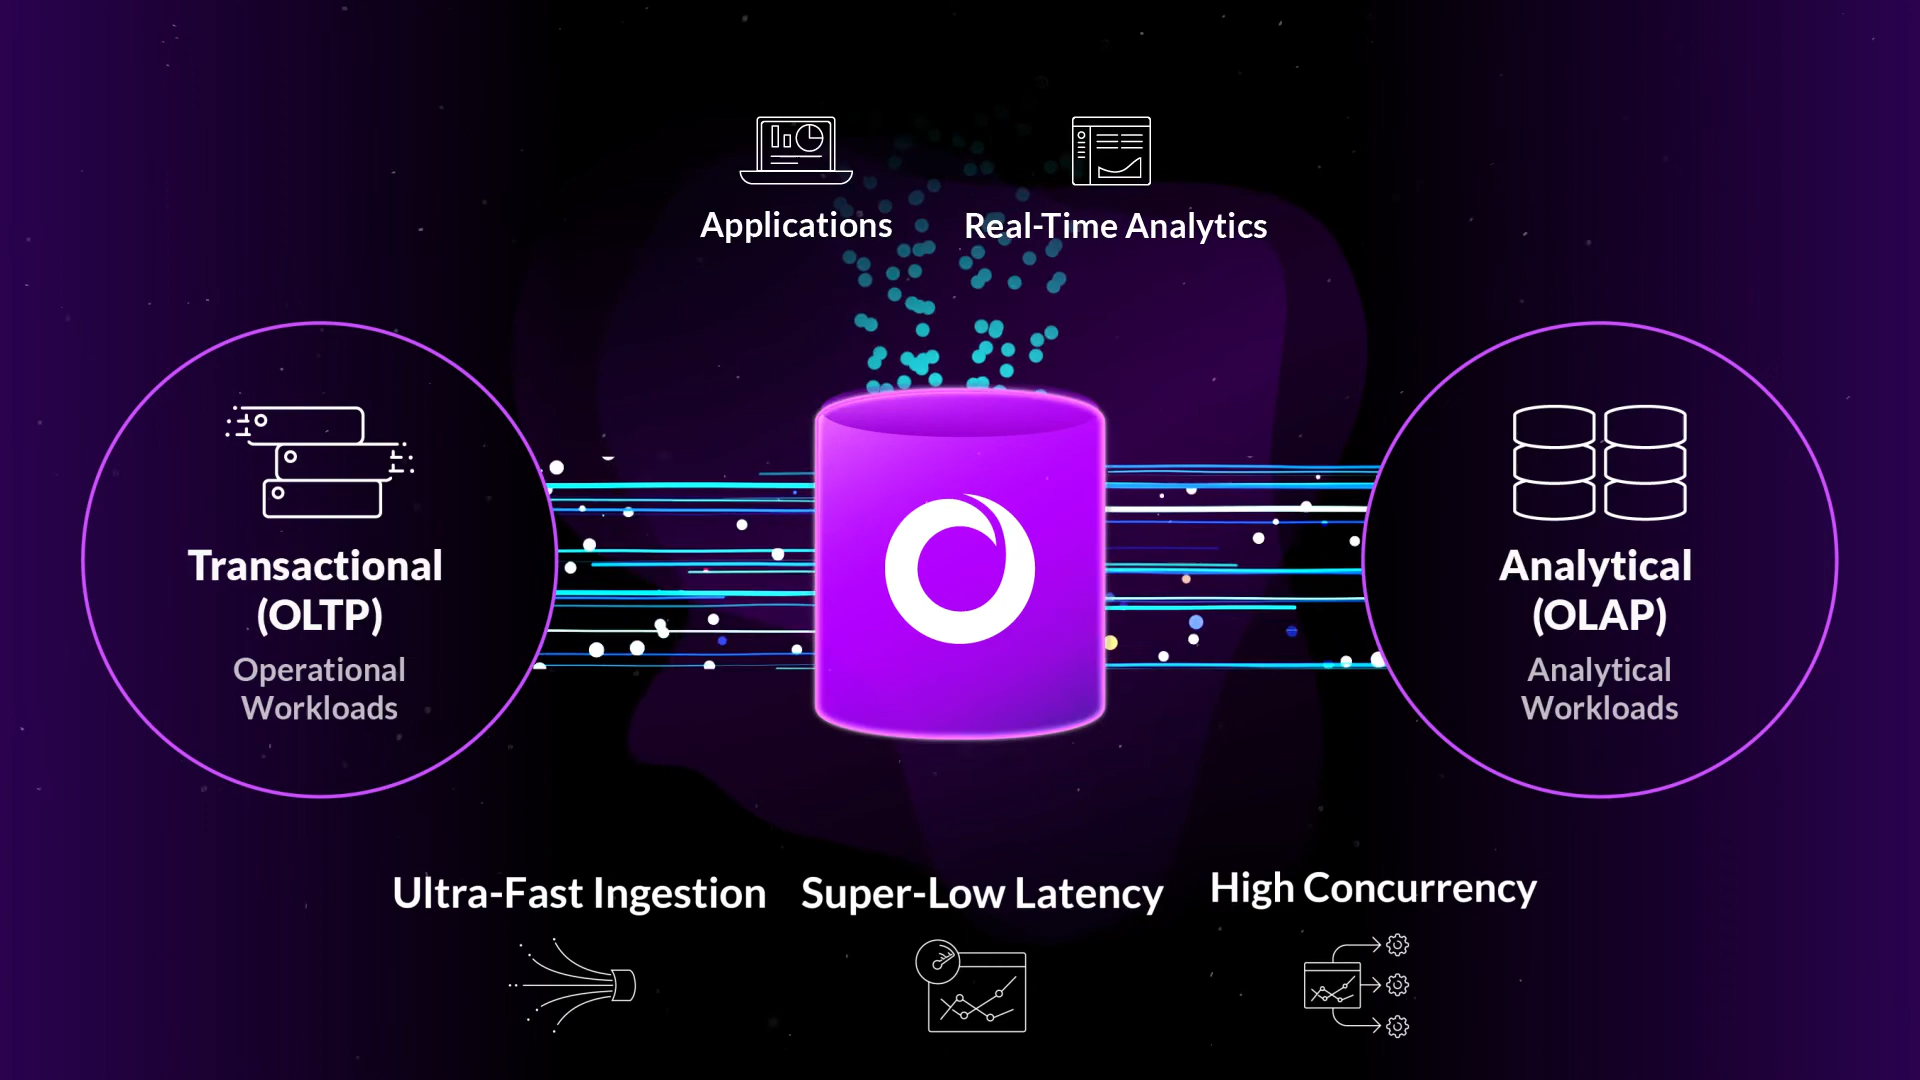 Applications
Real-Time Analytics
Transactional
(OLTP)
Operational
Workloads
Analytical
(OLAP)
Analytical
Workloads
Ultra-Fast Ingestion
Super-Low Latency
High Concurrency